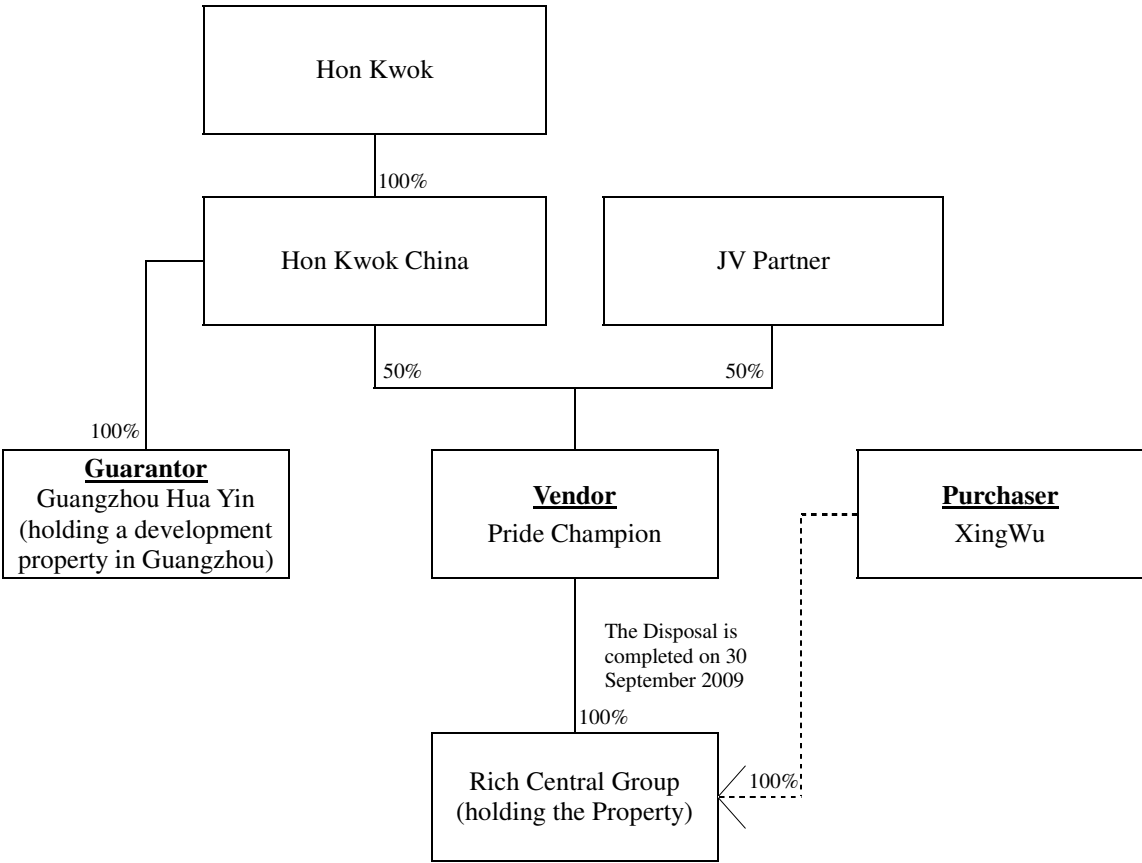 Hon Kwok
100%
Hon Kwok China
JV Partner
50%
50%
100%
Guarantor
Guangzhou Hua Yin
(holding a development
property in Guangzhou)
Vendor
Pride Champion
Purchaser
XingWu
The Disposal is
completed on 30
September 2009
100%
Rich Central Group
(holding the Property)
100%